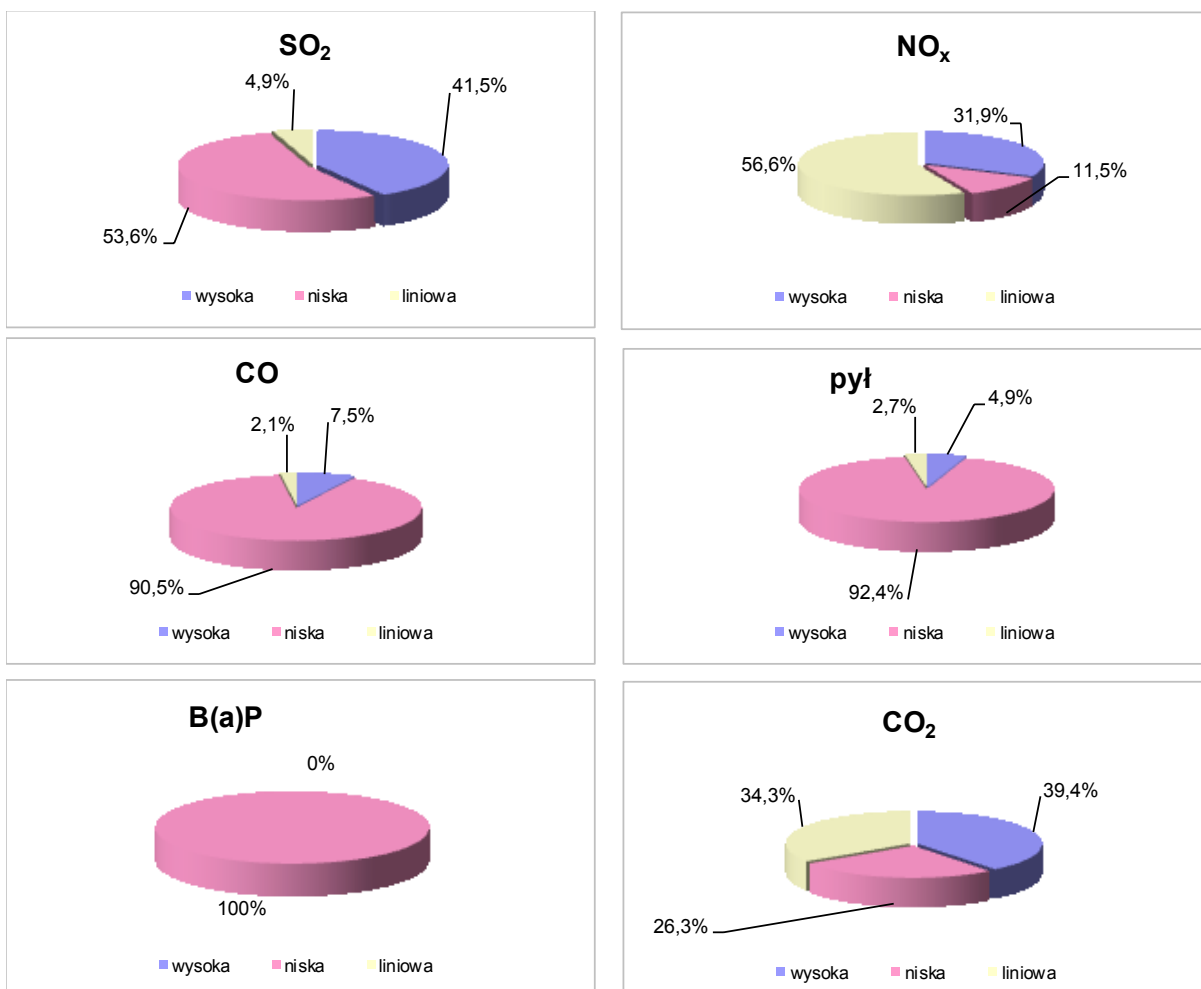 SO₂
4,9%
41,5%
53,6%
wysoka niska liniowa
NOₓ
31,9%
56,6%
11,5%
wysoka niska liniowa
CO
2,1%
7,5%
90,5%
wysoka niska liniowa
pył
2,7%
4,9%
92,4%
wysoka niska liniowa
B(a)P
0%
100%
wysoka niska liniowa
CO₂
34,3%
39,4%
26,3%
wysoka niska liniowa